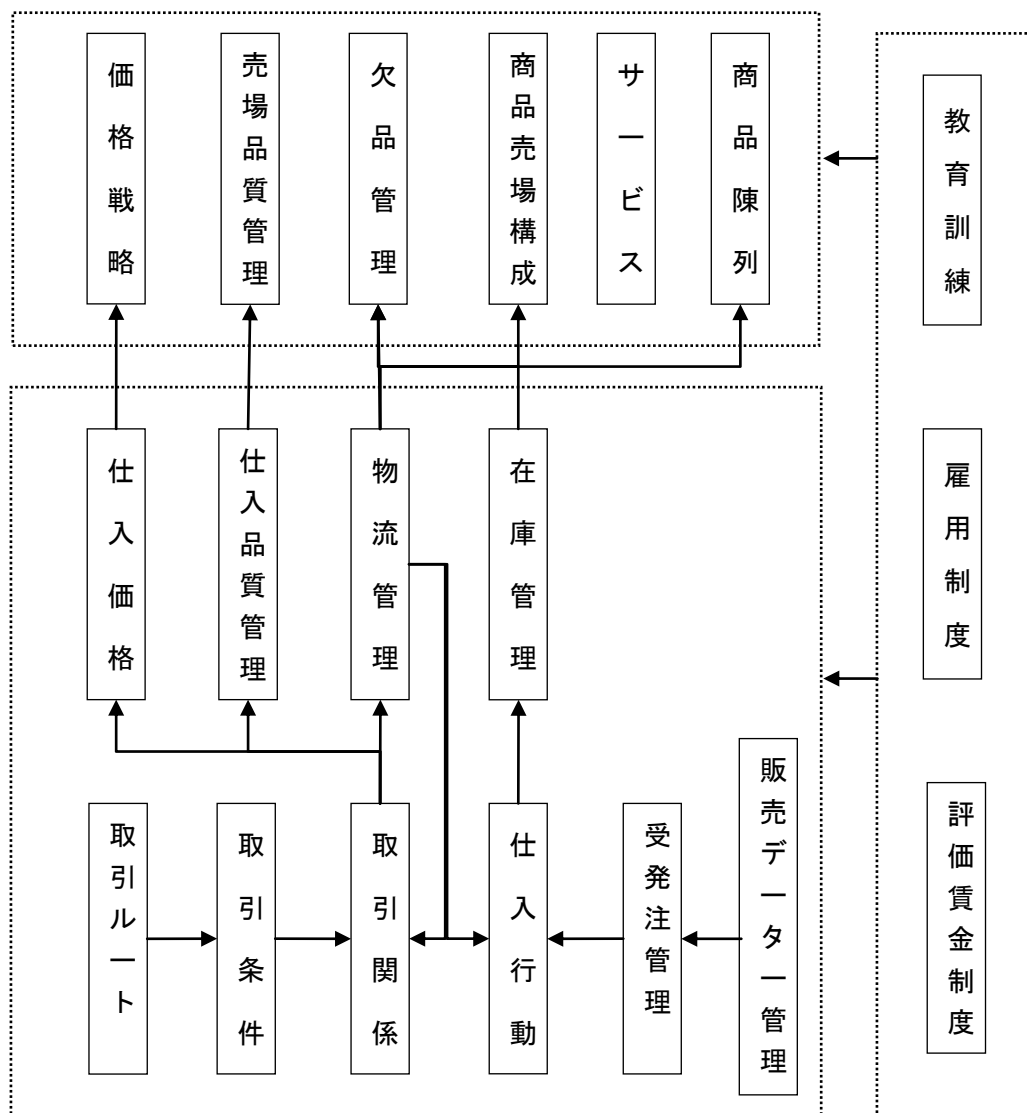 価格戦略
売場品質管理
欠品管理
商品売場構成
サービス
商品陳列
教育訓練
仕入価格
仕入品質管理
物流管理
在庫管理
雇用制度
取引ルート
取引条件
取引関係
仕入行動
受発注管理
販売データー管理
評価賃金制度